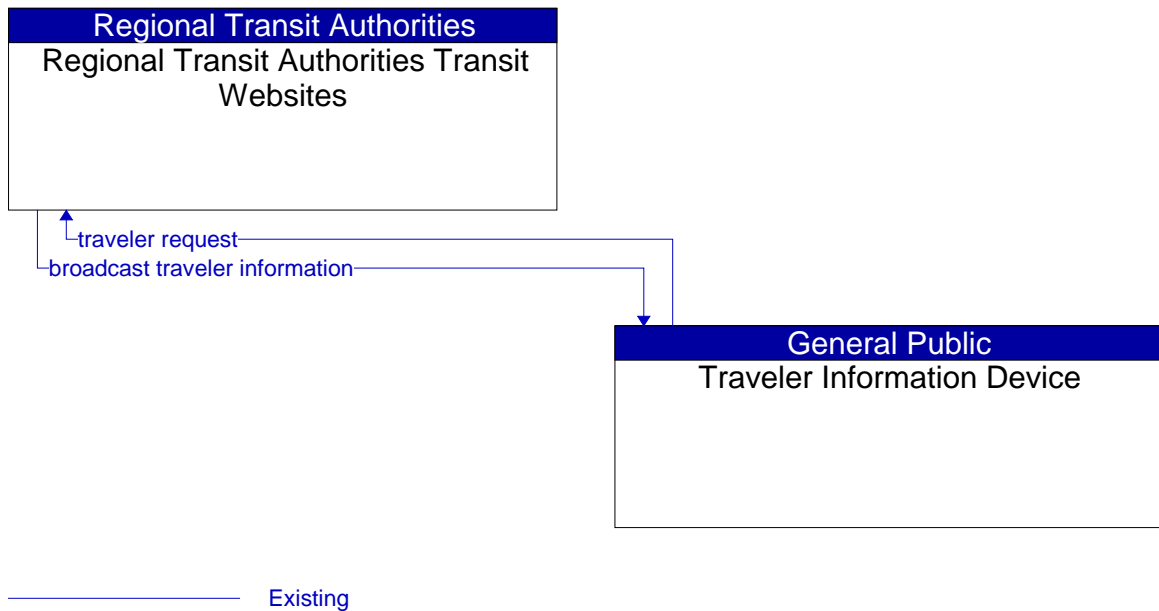 Regional Transit Authorities
Regional Transit Authorities Transit
Websites
traveler request
broadcast traveler information
General Public
Traveler Information Device
Existing